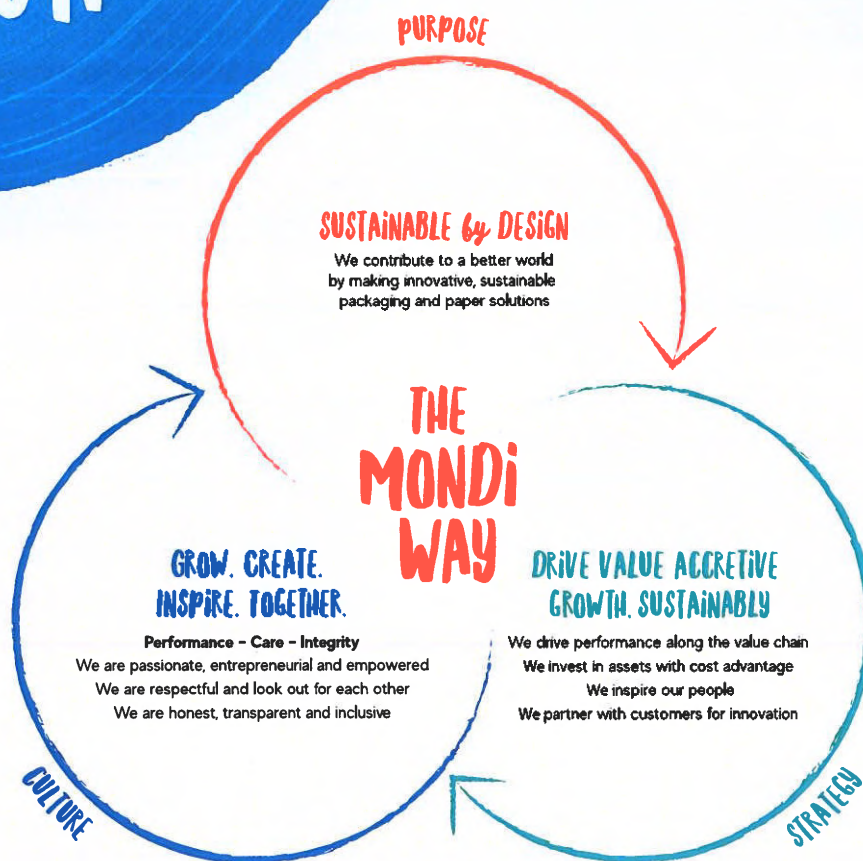 PURPOSE
SUSTAiNABLE by DESiGN
We contribute to a better world
by making innovative, sustainable
packaging and paper solutions
THE
MONDi
WAY
GROW. CREATE.
iNSPiRE. TOGETHER.
Performance – Care – Integrity
We are passionate, entrepreneurial and empowered
We are respectful and look out for each other
We are honest, transparent and inclusive
DRiVE VALUE ACCRETiVE
GROWTH, SUSTAiNABLY
We drive performance along the value chain
We invest in assets with cost advantage
We inspire our people
We partner with customers for innovation
CULTURE
STRATEGY